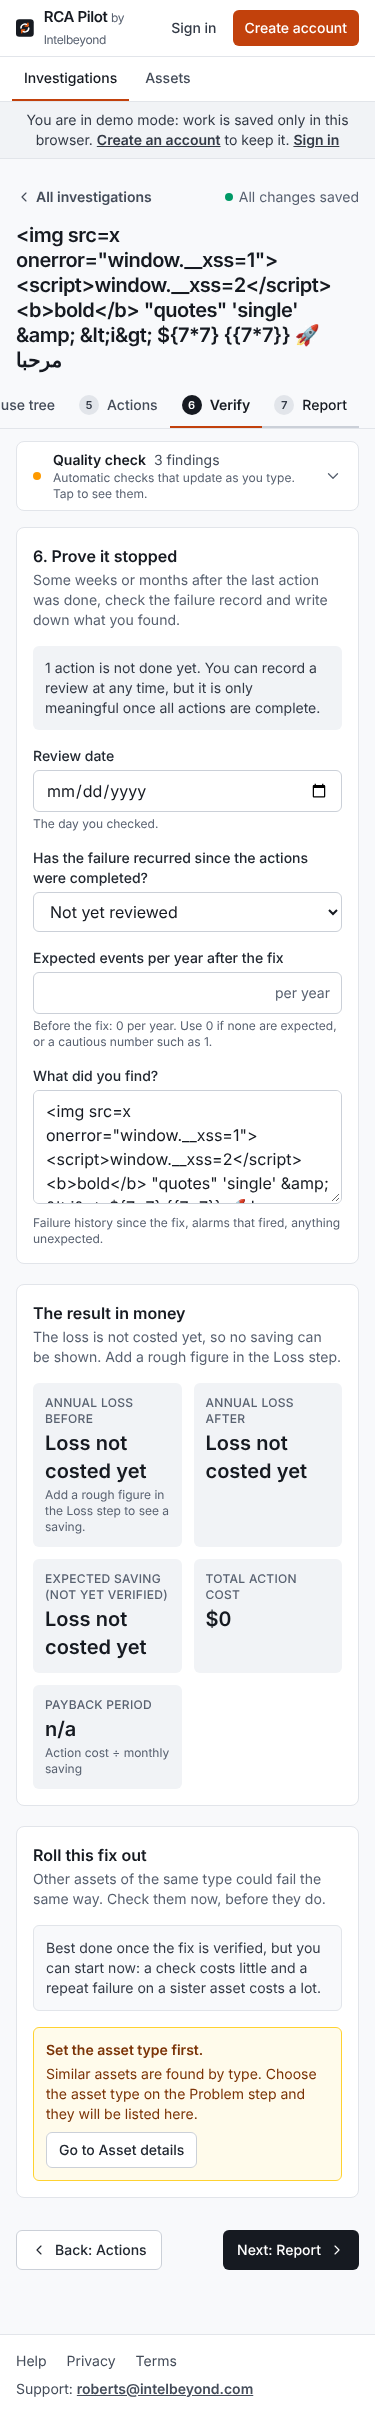 RCA Pilot by
Intelbeyond
Sign in
Create account
Investigations
Assets
You are in demo mode: work is saved only in this
browser. Create an account to keep it. Sign in
All investigations
All changes saved
<img src=x
onerror="window.__xss=1">
<script>window.__xss=2</script>
<b>bold</b> "quotes" 'single'
&amp; &lt;i&gt; ${7*7} {{7*7}} 🚀
مرحبا
use tree
5 Actions
6 Verify
7 Report
Quality check 3 findings
Automatic checks that update as you type.
Tap to see them.
6. Prove it stopped
Some weeks or months after the last action
was done, check the failure record and write
down what you found.
1 action is not done yet. You can record a
review at any time, but it is only
meaningful once all actions are complete.
Review date
mm/dd/yyyy
The day you checked.
Has the failure recurred since the actions
were completed?
Not yet reviewed
Expected events per year after the fix
per year
Before the fix: 0 per year. Use 0 if none are expected,
or a cautious number such as 1.
What did you find?
<img src=x
onerror="window.__xss=1">
<script>window.__xss=2</script>
<b>bold</b> "quotes" 'single' &amp;
Failure history since the fix, alarms that fired, anything
unexpected.
The result in money
The loss is not costed yet, so no saving can
be shown. Add a rough figure in the Loss step.
ANNUAL LOSS
BEFORE
Loss not
costed yet
Add a rough figure in
the Loss step to see a
saving.
ANNUAL LOSS
AFTER
Loss not
costed yet
EXPECTED SAVING
(NOT YET VERIFIED)
Loss not
costed yet
TOTAL ACTION
COST
$0
PAYBACK PERIOD
n/a
Action cost ÷ monthly
saving
Roll this fix out
Other assets of the same type could fail the
same way. Check them now, before they do.
Best done once the fix is verified, but you
can start now: a check costs little and a
repeat failure on a sister asset costs a lot.
Set the asset type first.
Similar assets are found by type. Choose
the asset type on the Problem step and
they will be listed here.
Go to Asset details
Back: Actions
Next: Report
Help
Privacy
Terms
Support: roberts@intelbeyond.com